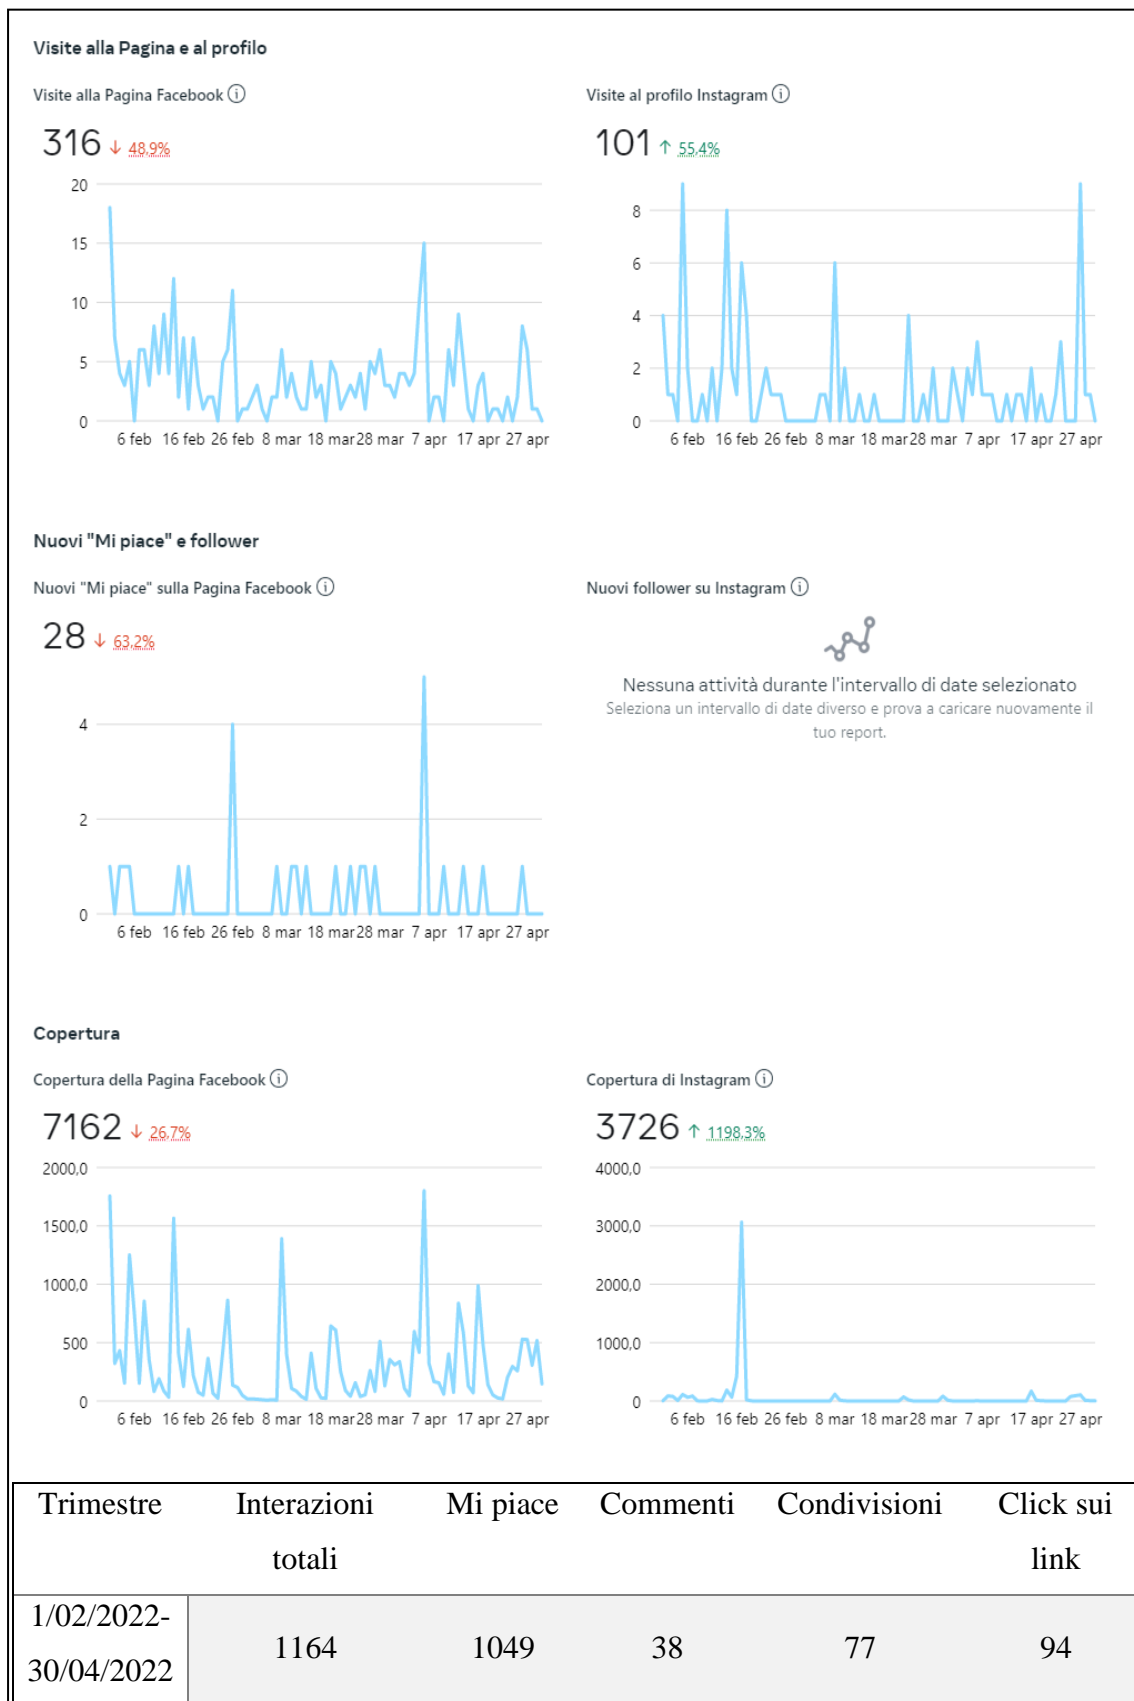 Visite alla Pagina e al profilo
Visite alla Pagina Facebook
316 ↓ 48,9%
20
15
10
5
0
6 feb 16 feb 26 feb 8 mar 18 mar 28 mar 7 apr 17 apr 27 apr
Visite al profilo Instagram
101 ↑ 55,4%
8
6
4
2
0
6 feb 16 feb 26 feb 8 mar 18 mar 28 mar 7 apr 17 apr 27 apr
Nuovi "Mi piace" e follower
Nuovi "Mi piace" sulla Pagina Facebook
28 ↓ 63,2%
4
2
0
6 feb 16 feb 26 feb 8 mar 18 mar 28 mar 7 apr 17 apr 27 apr
Nuovi follower su Instagram
Nessuna attività durante l'intervallo di date selezionato
Seleziona un intervallo di date diverso e prova a caricare nuovamente il
tuo report.
Copertura
Copertura della Pagina Facebook
7162 ↓ 26,7%
2000,0
1500,0
1000,0
500
0
6 feb 16 feb 26 feb 8 mar 18 mar 28 mar 7 apr 17 apr 27 apr
Copertura di Instagram
3726 ↑ 1198,3%
4000,0
3000,0
2000,0
1000,0
0
6 feb 16 feb 26 feb 8 mar 18 mar 28 mar 7 apr 17 apr 27 apr
Trimestre Interazioni Mi piace Commenti Condivisioni Click sui
totali link
1/02/2022-
1164 1049 38 77 94
30/04/2022